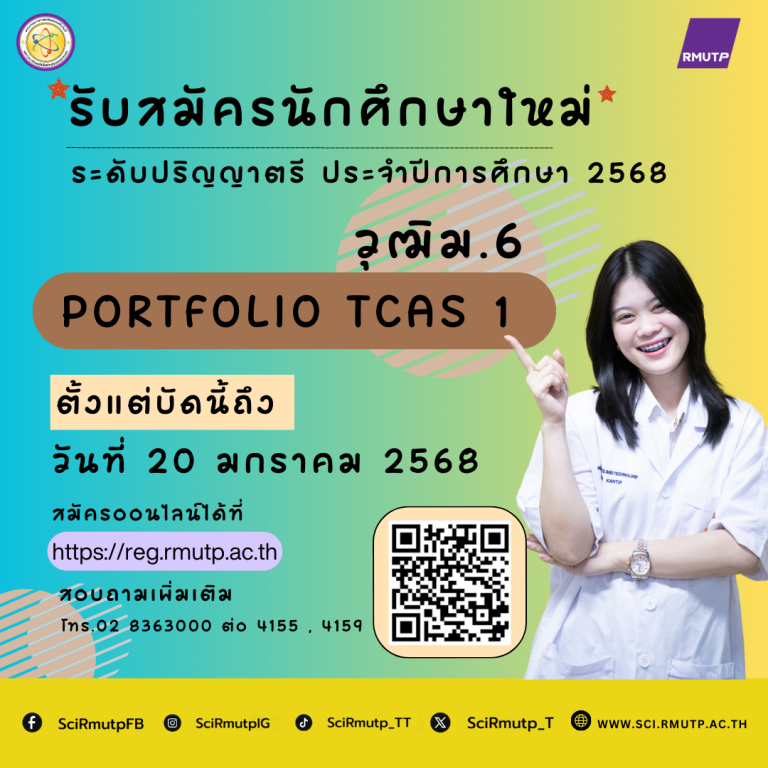 RMUTP
รับสมัครนักศึกษาใหม่
ระดับปริญญาตรี ประจำปีการศึกษา 2568
วุฒิม.6
PORTFOLIO TCAS 1
ตั้งแต่บัดนี้ถึง
วันที่ 20 มกราคม 2568
สมัครออนไลน์ได้ที่
https://reg.rmutp.ac.th
สอบถามเพิ่มเติม
โทร.02 8363000 ต่อ 4155 , 4159
SciRmutpFB
SciRmutpIG
SciRmutp_TT
SciRmutp_T
WWW.SCI.RMUTP.AC.TH